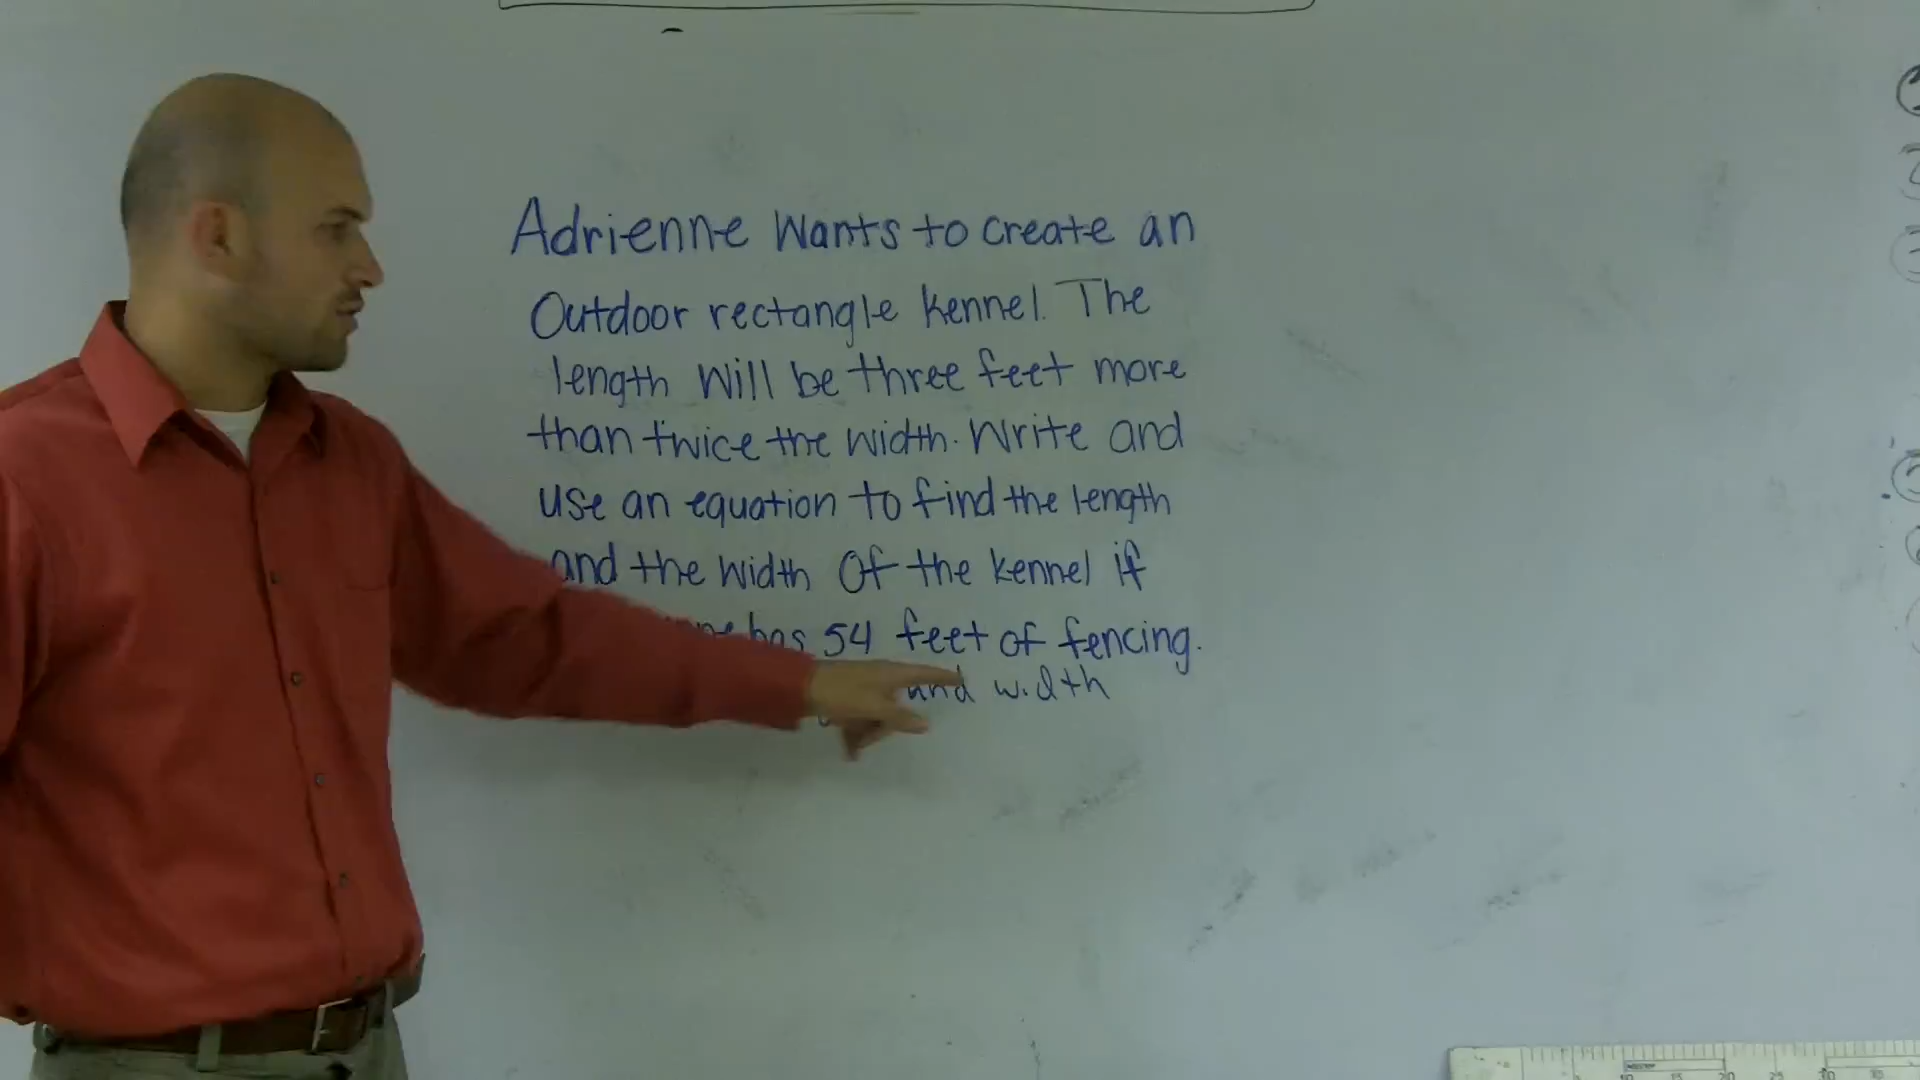 Adrienne wants to create an
Outdoor rectangle kennel. The
length will be three feet more
than twice the width. Write and
use an equation to find the length
and the width of the kennel if
has 54 feet of fencing.
and width